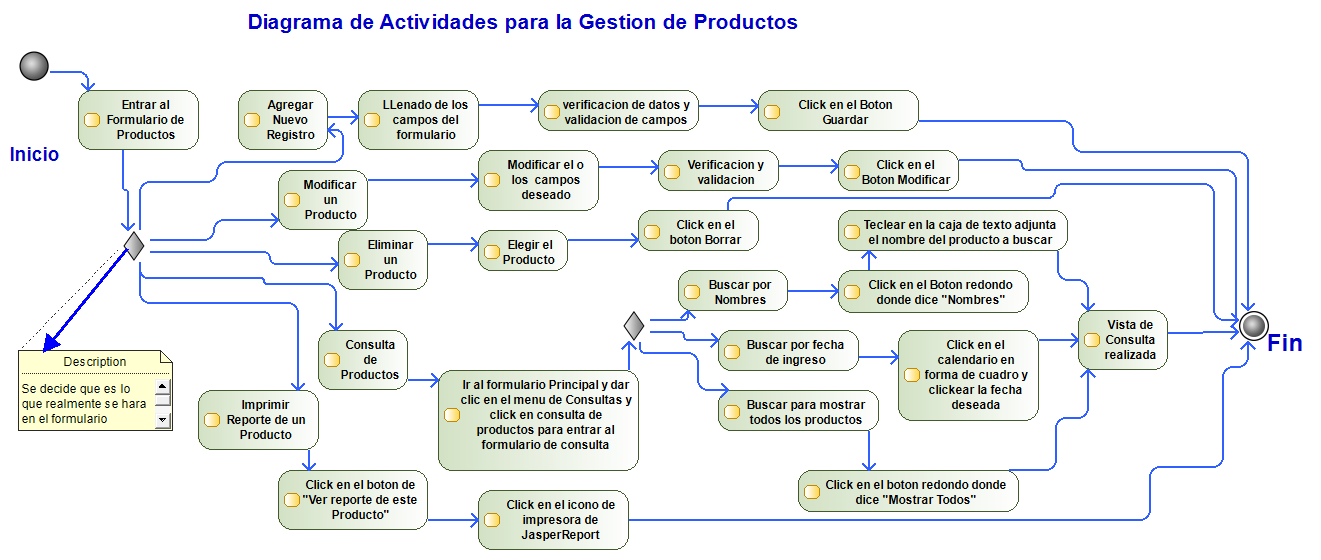 Diagrama de Actividades para la Gestion de Productos
Entrar al
Formulario de
Productos
Agregar
Nuevo
Registro
LLenado de los
campos del
formulario
verificacion de datos y
validacion de campos
Click en el Boton
Guardar
Inicio
Modificar
un
Producto
Modificar el o
los campos
deseado
Verificacion y
validacion
Click en el
Boton Modificar
Eliminar
un
Producto
Elegir el
Producto
Click en el
boton Borrar
Teclear en la caja de texto adjunta
el nombre del producto a buscar
Buscar por
Nombres
Click en el Boton redondo
donde dice "Nombres"
Consulta
de
Productos
Buscar por fecha
de ingreso
Click en el
calendario en
forma de cuadro y
clickear la fecha
deseada
Vista de
Consulta
realizada
Fin
Description
Se decide que es lo
que realmente se hara
en el formulario
Ir al formulario Principal y dar
clic en el menu de Consultas y
click en consulta de
productos para entrar al
formulario de consulta
Buscar para mostrar
todos los productos
Imprimir
Reporte de un
Producto
Click en el boton de
"Ver reporte de este
Producto"
Click en el icono de
impresora de
JasperReport
Click en el boton redondo donde
dice "Mostrar Todos"